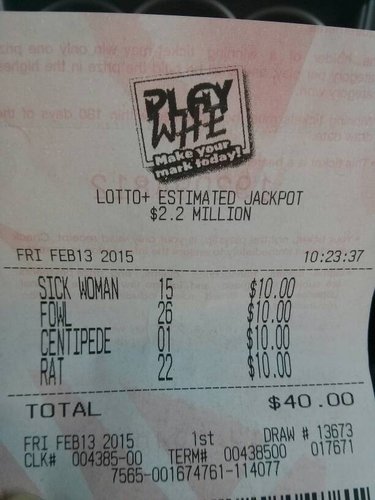 PLAY
WHE
Make your
mark today!
LOTTO+ ESTIMATED JACKPOT
$2.2 MILLION
FRI FEB13 2015 10:23:37
SICK WOMAN 15 $10.00
FOWL 26 $10.00
CENTIPEDE 01 $10.00
RAT 22 $10.00
TOTAL $40.00
FRI FEB13 2015 1st DRAW # 13673
CLK# 004385-00 TERM# 00438500 017671
7565-001674761-114077